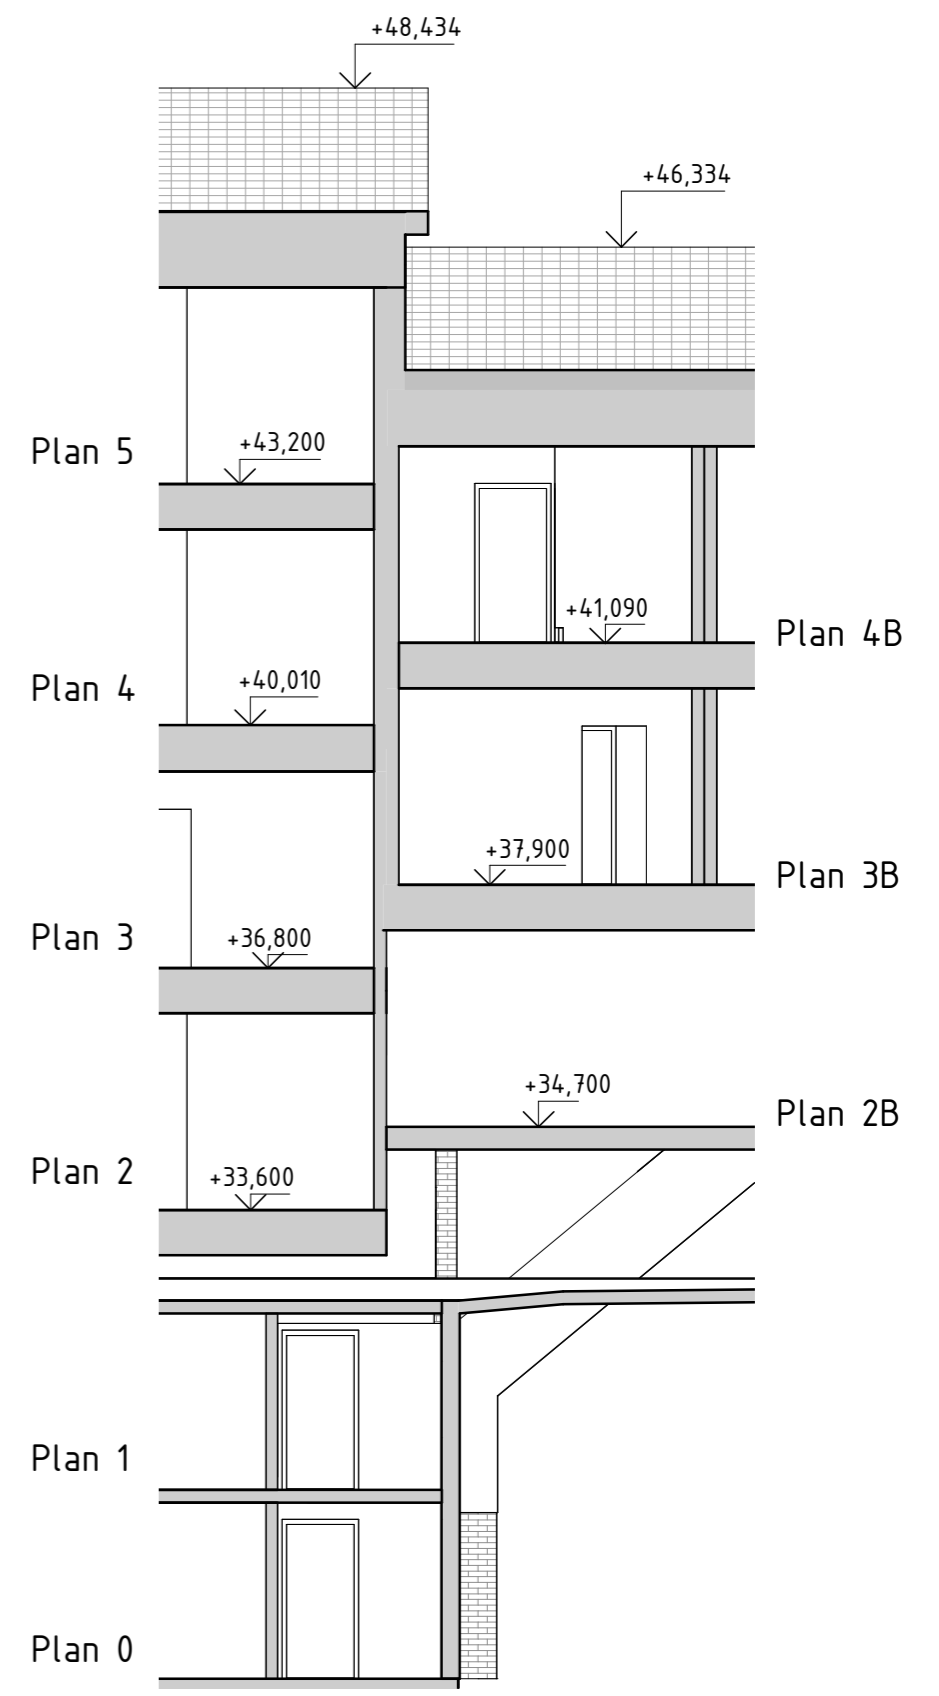 +48,434
+46,334
Plan 5
+43,200
+41,090
Plan 4B
Plan 4
+40,010
+37,900
Plan 3B
Plan 3
+36,800
+34,700
Plan 2B
Plan 2
+33,600
Plan 1
Plan 0